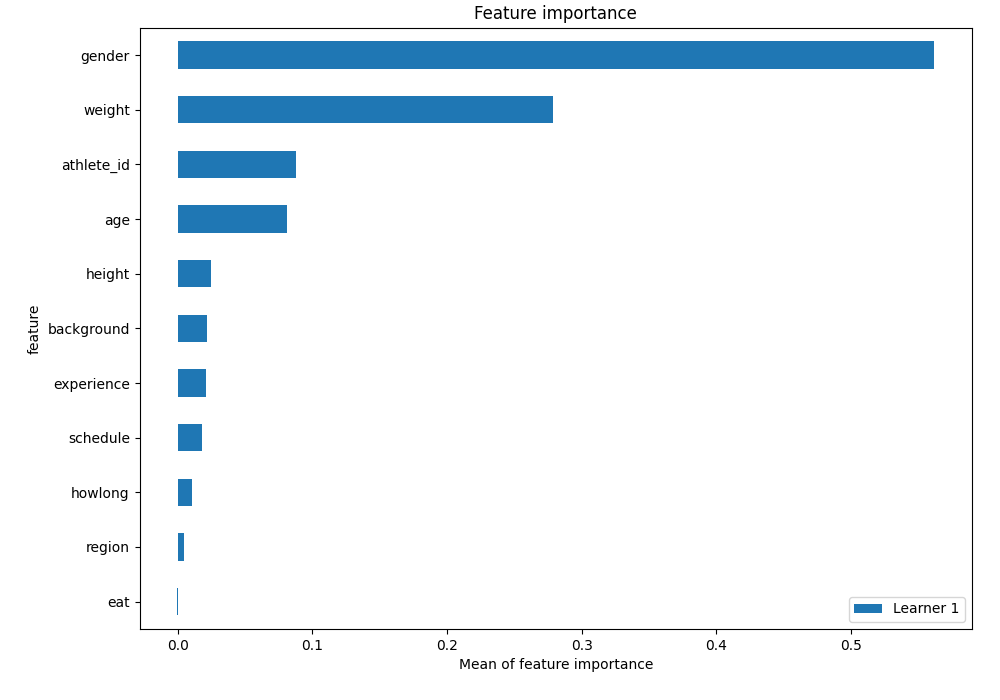 Feature importance
gender
weight
athlete_id
age
height
background
experience
schedule
howlong
region
eat
feature
0.0 0.1 0.2 0.3 0.4 0.5
Mean of feature importance
Learner 1